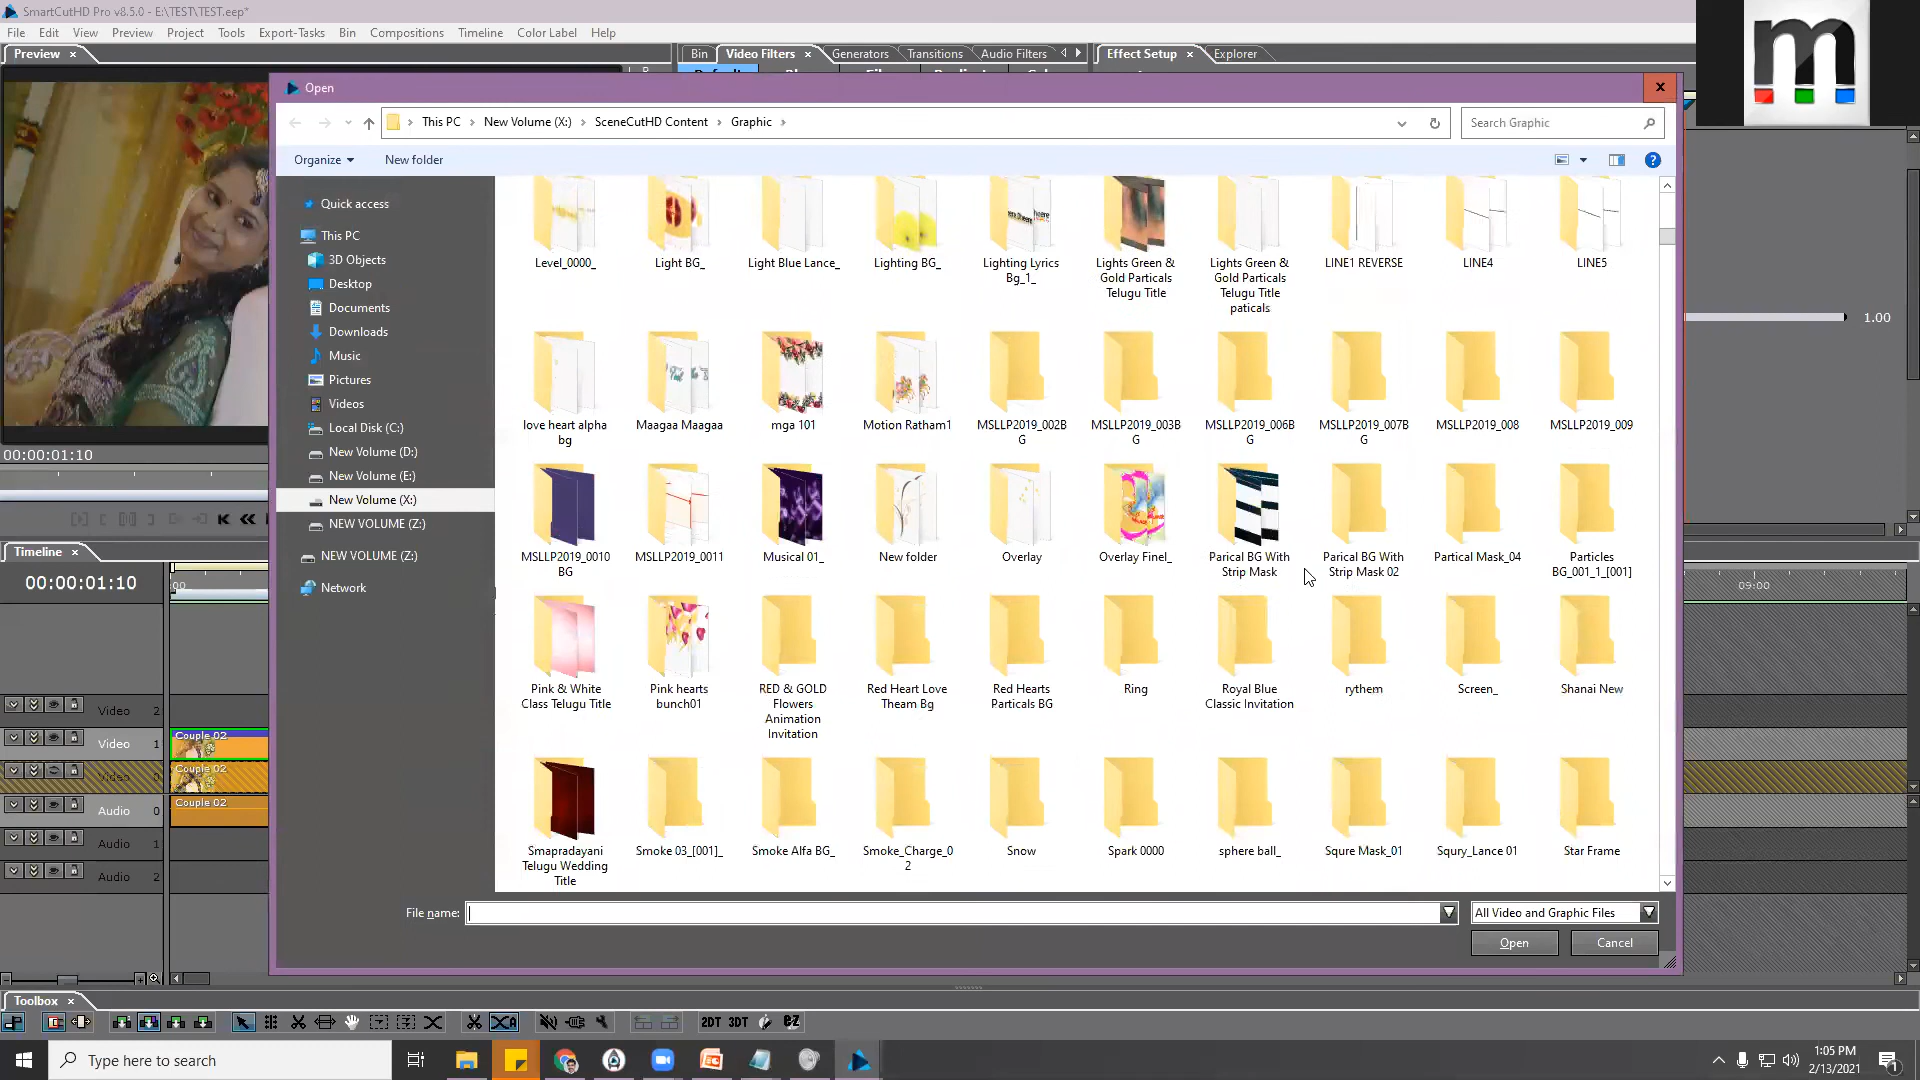 SmartCutHD Pro v8.5.0 - E:\TEST\TEST.eep*
File Edit View Preview Project Tools Export-Tasks Bin Compositions Timeline Color Label Help
Preview x
Bin Video Filters x Generators Transitions Audio Filters
Effect Setup x Explorer
m
Open
x
This PC > New Volume (X:) > SceneCutHD Content > Graphic >
Search Graphic
Organize
New folder
?
Quick access
This PC
3D Objects
Desktop
Documents
Downloads
Music
Pictures
Videos
Local Disk (C:)
New Volume (D:)
New Volume (E:)
New Volume (X:)
NEW VOLUME (Z:)
NEW VOLUME (Z:)
Network
Level_0000_
Light BG_
Light Blue Lance_
Lighting BG_
Lighting Lyrics
Bg_1_
Lights Green &
Gold Particals
Telugu Title
Lights Green &
Gold Particals
Telugu Title
paticals
LINE1 REVERSE
LINE4
LINE5
love heart alpha
bg
Maagaa Maagaa
mga 101
Motion Ratham1
MSLLP2019_002B
G
MSLLP2019_003B
G
MSLLP2019_006B
G
MSLLP2019_007B
G
MSLLP2019_008
MSLLP2019_009
MSLLP2019_0010
BG
MSLLP2019_0011
Musical 01_
New folder
Overlay
Overlay Finel_
Parical BG With
Strip Mask
Parical BG With
Strip Mask 02
Partical Mask_04
Particles
BG_001_1_[001]
Pink & White
Class Telugu Title
Pink hearts
bunch01
RED & GOLD
Flowers
Animation
Invitation
Red Heart Love
Theam Bg
Red Hearts
Particals BG
Ring
Royal Blue
Classic Invitation
rythem
Screen_
Shanai New
Smapradayani
Telugu Wedding
Title
Smoke 03_[001]_
Smoke Alfa BG_
Smoke_Charge_0
2
Snow
Spark 0000
sphere ball_
Squre Mask_01
Squry_Lance 01
Star Frame
File name:
All Video and Graphic Files
Open
Cancel
1.00
00:00:01:10
Timeline x
00:00:01:10
:00
09:00
Video 2
Video 1
Couple 02
Video 0
Couple 02
Audio 0
Couple 02
Audio 1
Audio 2
Toolbox x
2DT 3DT eZ
Type here to search
1:05 PM
2/13/2021
1